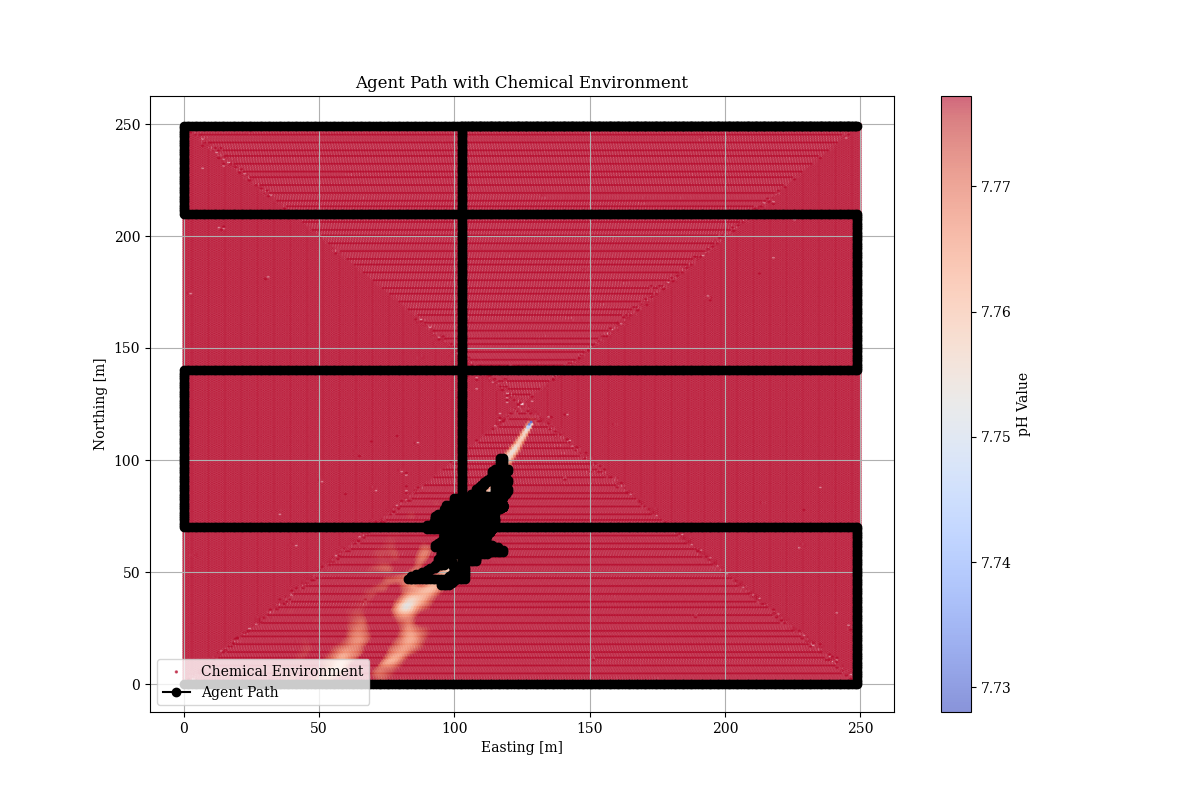 Agent Path with Chemical Environment
250
200
150
100
50
0
Northing [m]
0
50
100
150
200
250
Easting [m]
Chemical Environment
Agent Path
7.77
7.76
7.75
7.74
7.73
pH Value